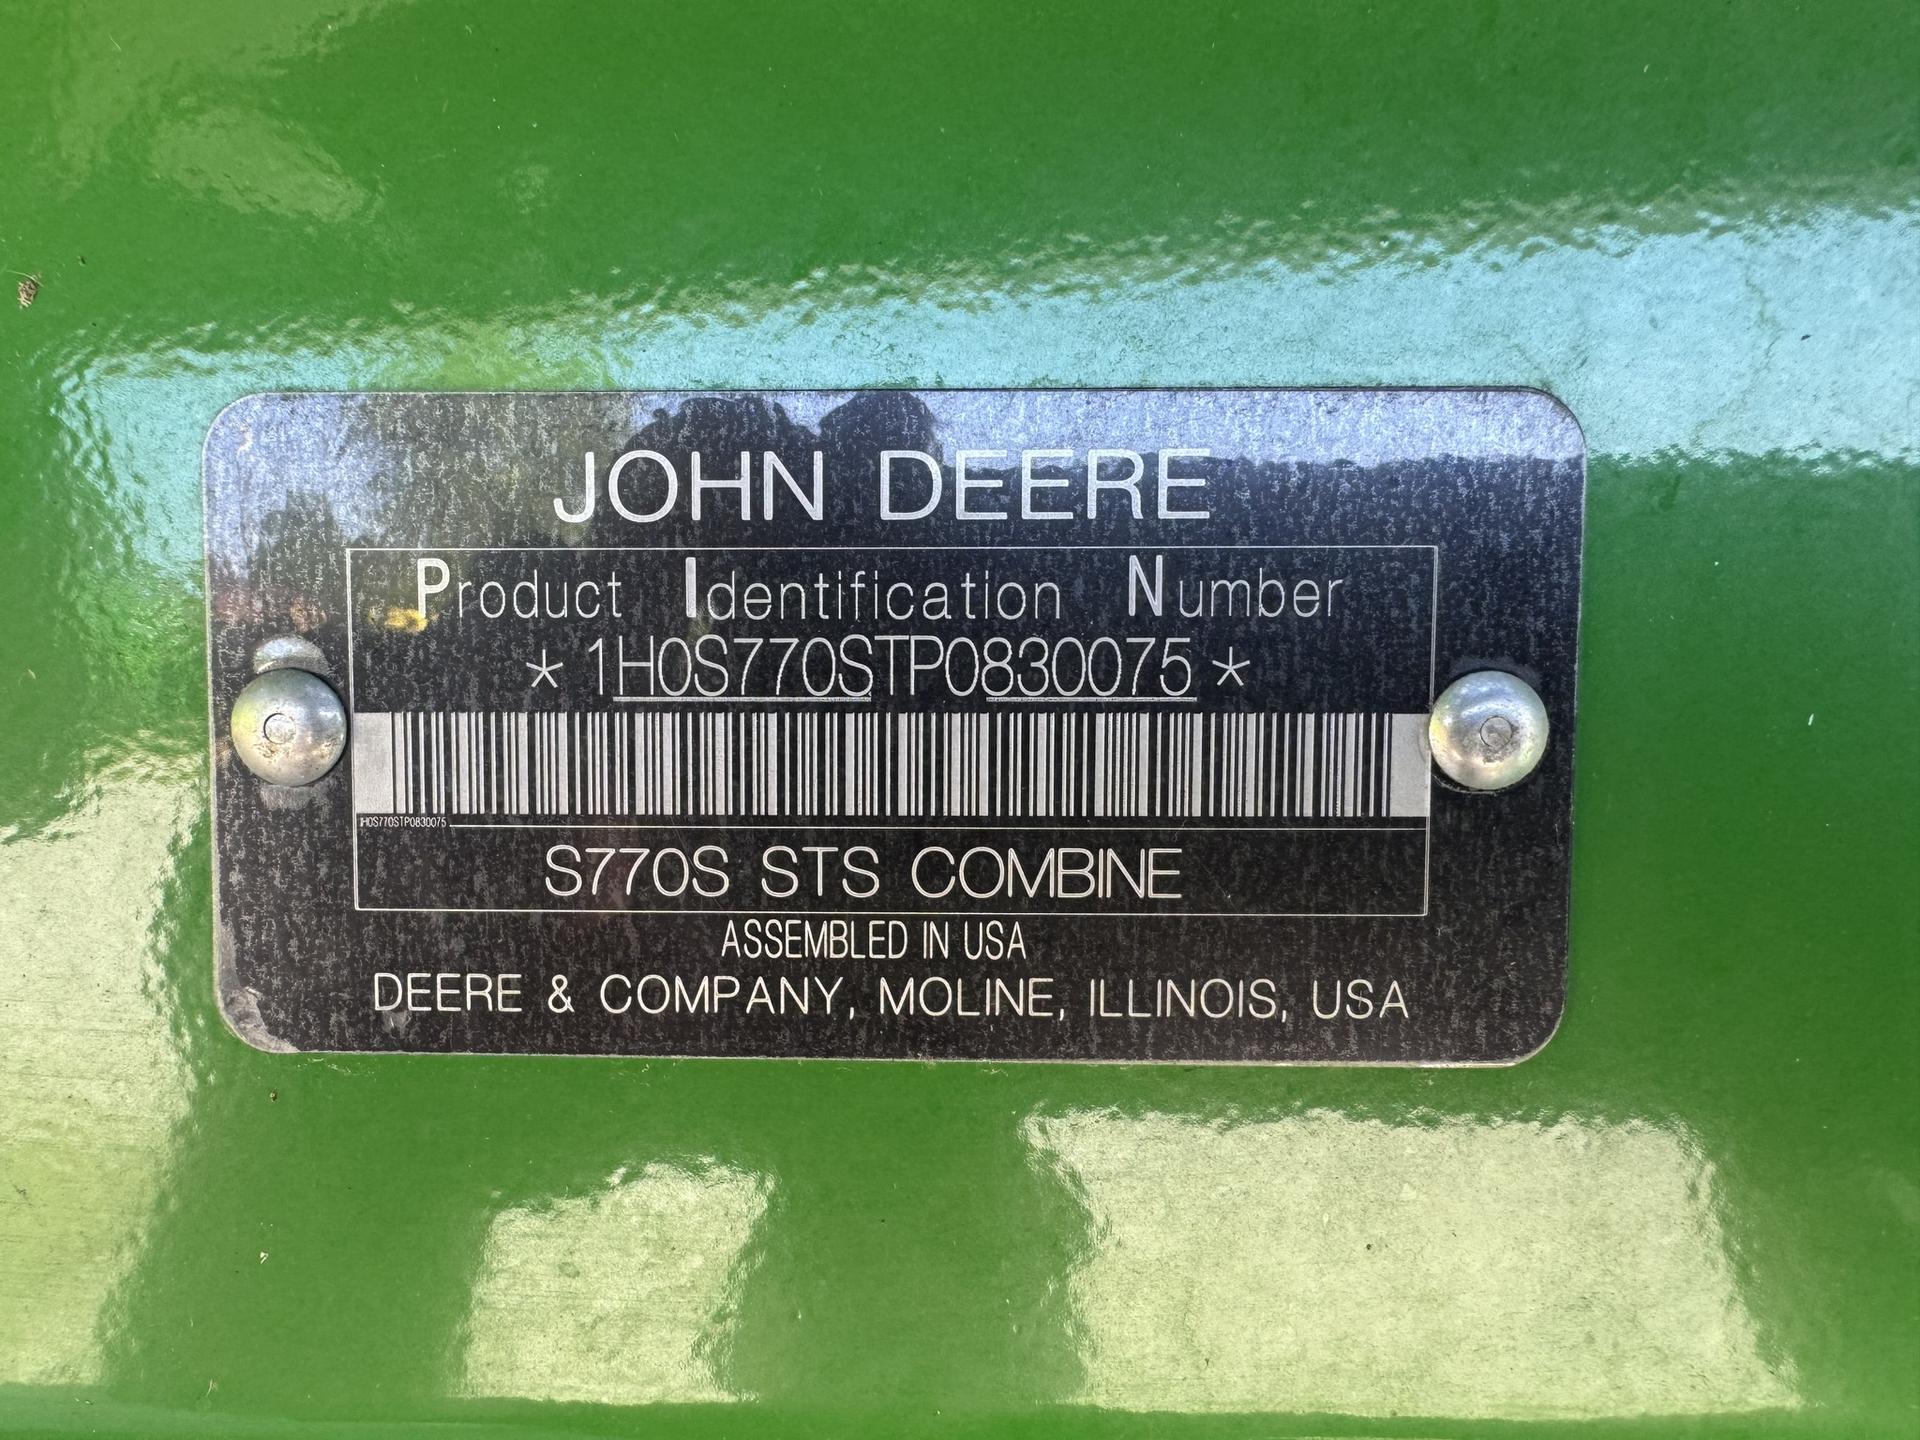 JOHN DEERE
Product Identification Number
* 1H0S770STP0830075 *
1H0S770STP0830075
S770S STS COMBINE
ASSEMBLED IN USA
DEERE & COMPANY, MOLINE, ILLINOIS, USA